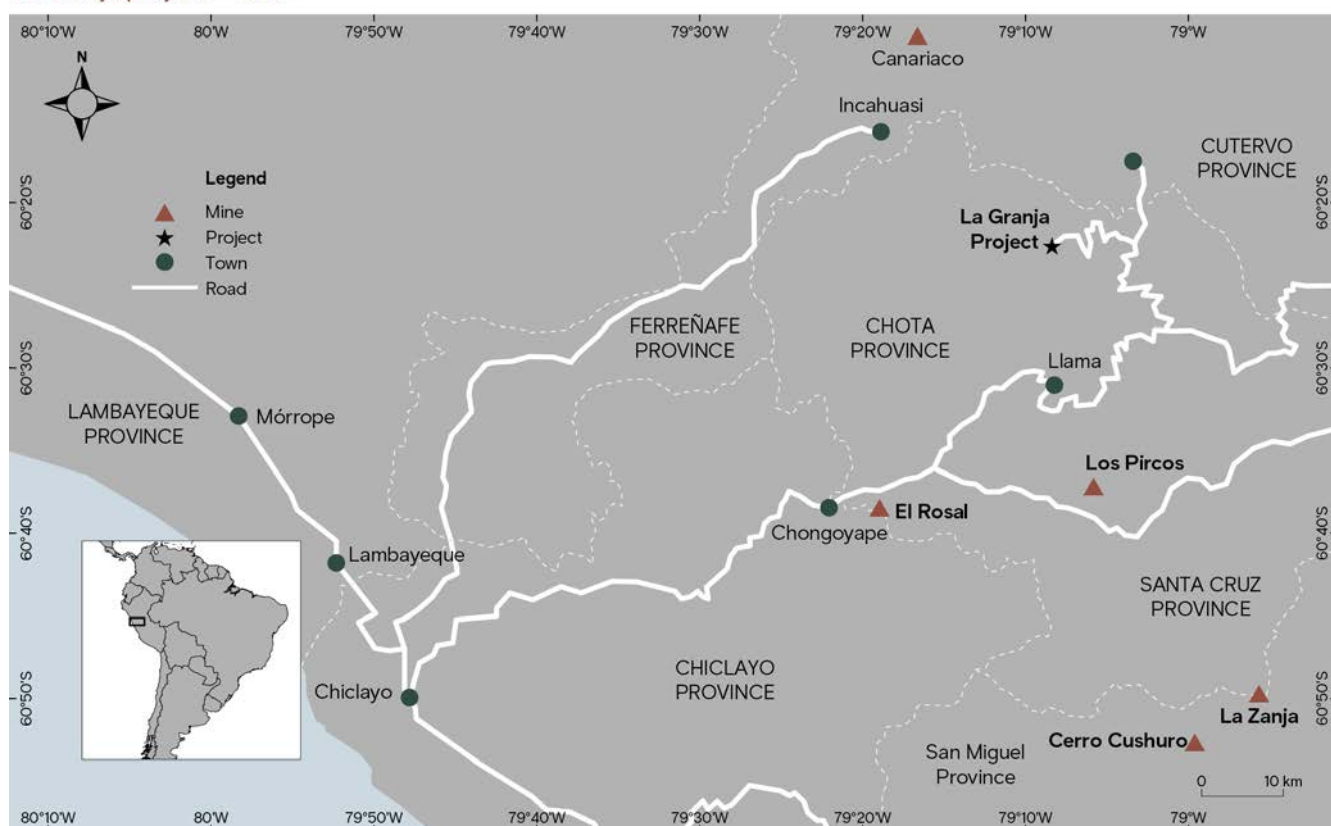 80°10'W 80°W 79°50'W 79°40'W 79°30'W 79°20'W 79°10'W 79°W
N
Canariaco
Incahuasi
CUTERVO
PROVINCE
Legend
Mine
Project
Town
Road
60°20'S
60°20'S
La Granja
Project
FERREÑAFE
PROVINCE
CHOTA
PROVINCE
Llama
60°30'S
60°30'S
LAMBAYEQUE
PROVINCE
Mórrope
Los Pircos
El Rosal
Chongoyape
60°40'S
60°40'S
Lambayeque
SANTA CRUZ
PROVINCE
CHICLAYO
PROVINCE
Chiclayo
60°50'S
60°50'S
La Zanja
Cerro Cushuro
San Miguel
Province
0 10 km
80°10'W 80°W 79°50'W 79°40'W 79°30'W 79°20'W 79°10'W 79°W